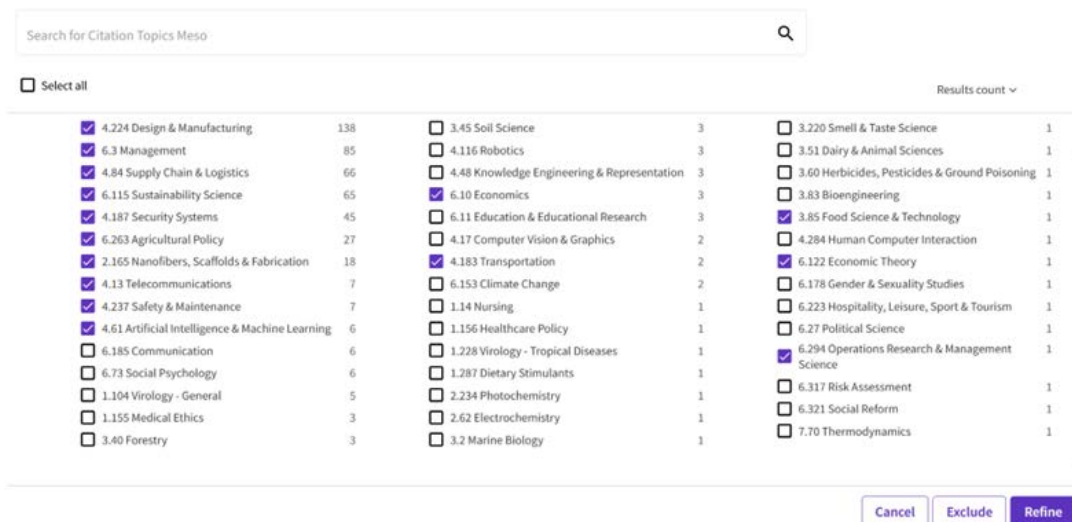 Search for Citation Topics Meso
Select all
Results count
4.224 Design & Manufacturing 138
6.3 Management 85
4.84 Supply Chain & Logistics 66
6.115 Sustainability Science 65
4.187 Security Systems 45
6.263 Agricultural Policy 27
2.165 Nanofibers, Scaffolds & Fabrication 18
4.13 Telecommunications 7
4.237 Safety & Maintenance 7
4.61 Artificial Intelligence & Machine Learning 6
6.185 Communication 6
6.73 Social Psychology 6
1.104 Virology - General 5
1.155 Medical Ethics 3
3.40 Forestry 3
3.45 Soil Science 3
4.116 Robotics 3
4.48 Knowledge Engineering & Representation 3
6.10 Economics 3
6.11 Education & Educational Research 3
4.17 Computer Vision & Graphics 2
4.183 Transportation 2
6.153 Climate Change 2
1.14 Nursing 1
1.156 Healthcare Policy 1
1.228 Virology - Tropical Diseases 1
1.287 Dietary Stimulants 1
2.234 Photochemistry 1
2.62 Electrochemistry 1
3.2 Marine Biology 1
3.220 Smell & Taste Science 1
3.51 Dairy & Animal Sciences 1
3.60 Herbicides, Pesticides & Ground Poisoning 1
3.83 Bioengineering 1
3.85 Food Science & Technology 1
4.284 Human Computer Interaction 1
6.122 Economic Theory 1
6.178 Gender & Sexuality Studies 1
6.223 Hospitality, Leisure, Sport & Tourism 1
6.27 Political Science 1
6.294 Operations Research & Management 1
Science
6.317 Risk Assessment 1
6.321 Social Reform 1
7.70 Thermodynamics 1
Cancel Exclude Refine